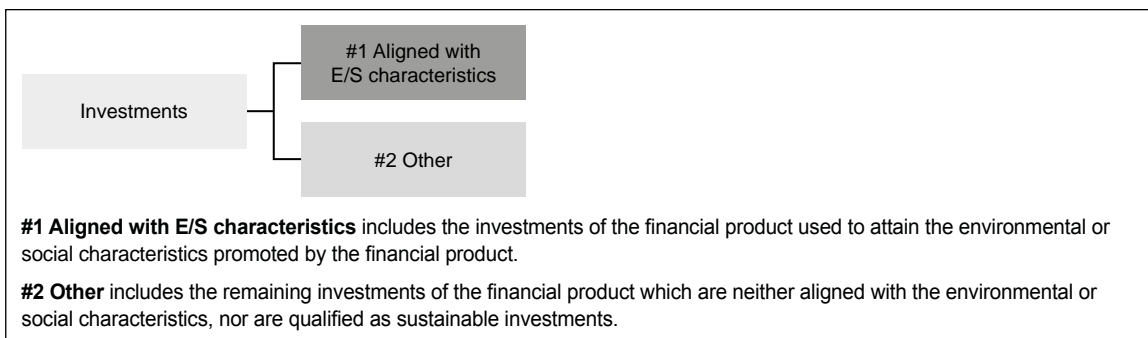 #1 Aligned with
E/S characteristics
Investments
#2 Other
#1 Aligned with E/S characteristics includes the investments of the financial product used to attain the environmental or
social characteristics promoted by the financial product.
#2 Other includes the remaining investments of the financial product which are neither aligned with the environmental or
social characteristics, nor are qualified as sustainable investments.